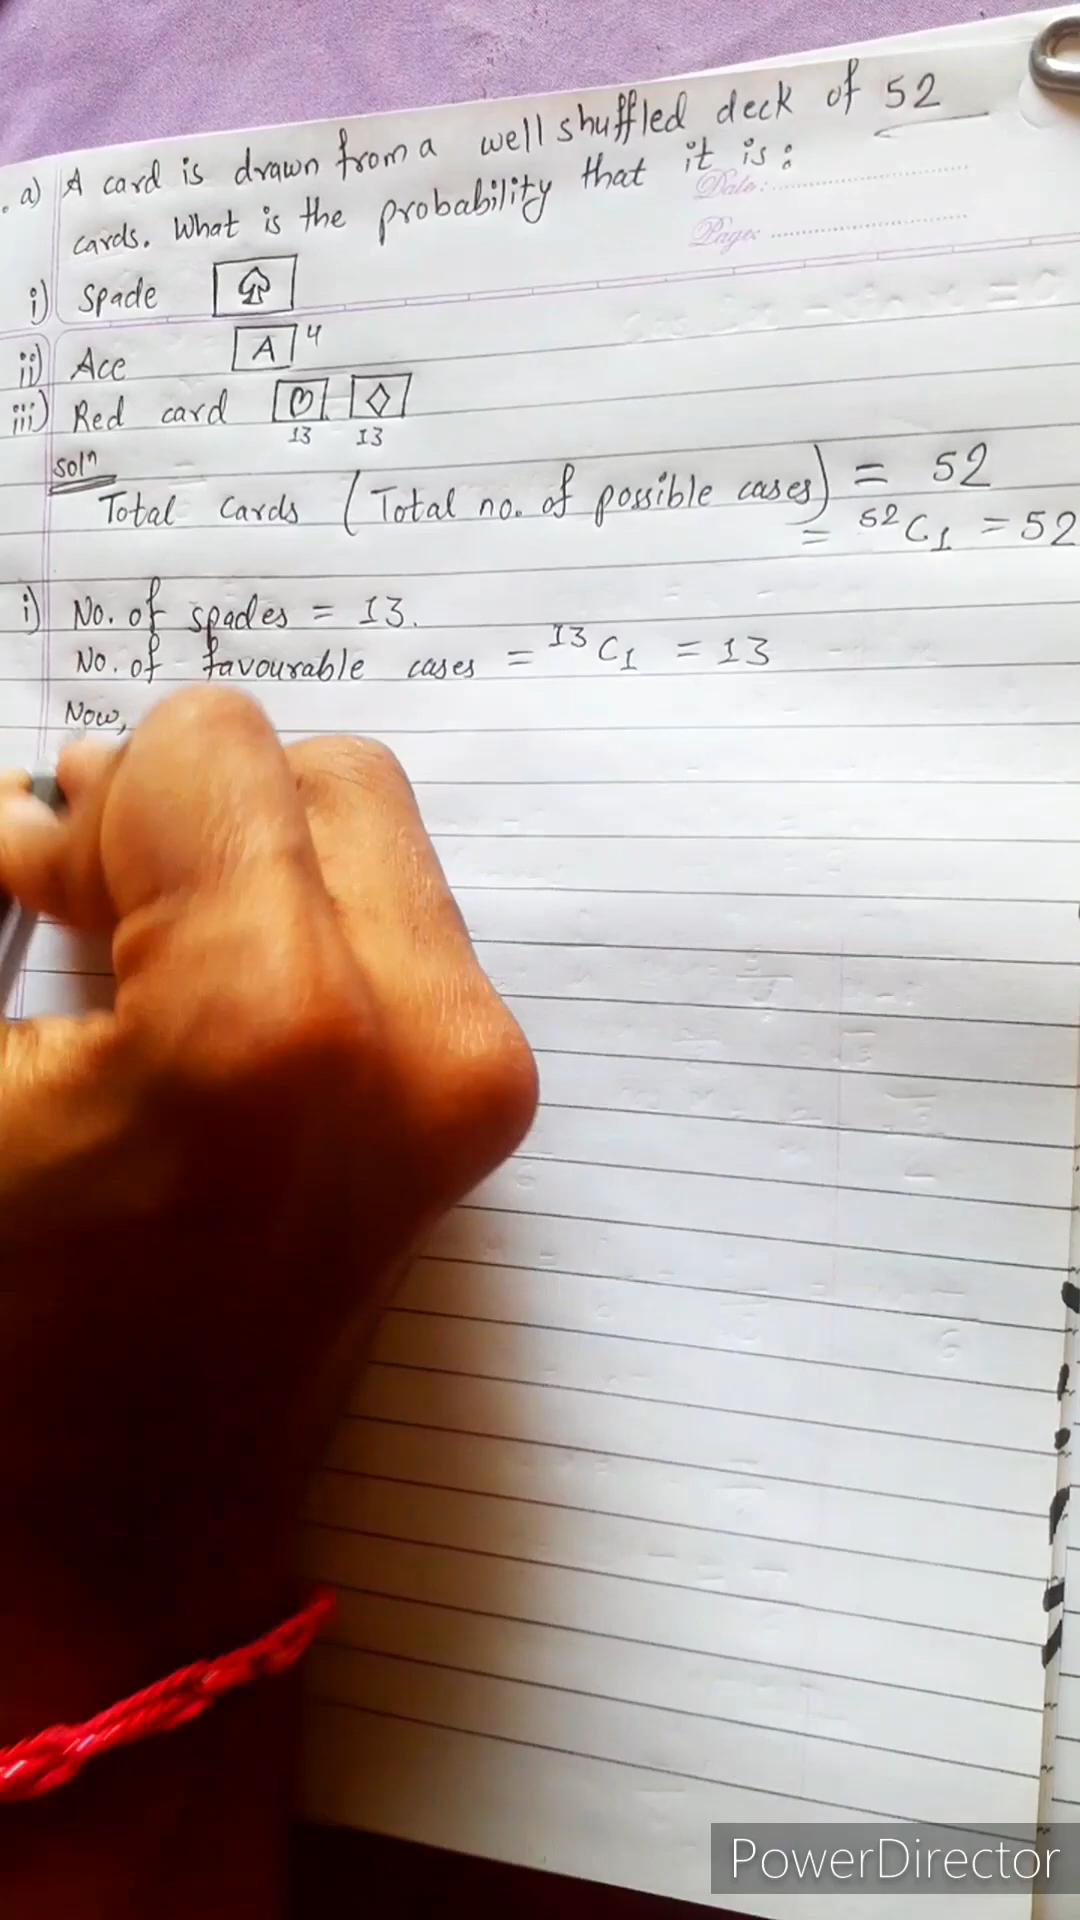 a) A card is drawn from a well shuffled deck of 52
cards. What is the probability that it is:
Date:
Page:
i) Spade
ii) Ace A 4
iii) Red card
13 13
Soln
Total Cards (Total no. of possible cases) = 52
= ⁵²C₁ = 52
i) No. of spades = 13.
No. of favourable cases = ¹³C₁ = 13
Now,
PowerDirector